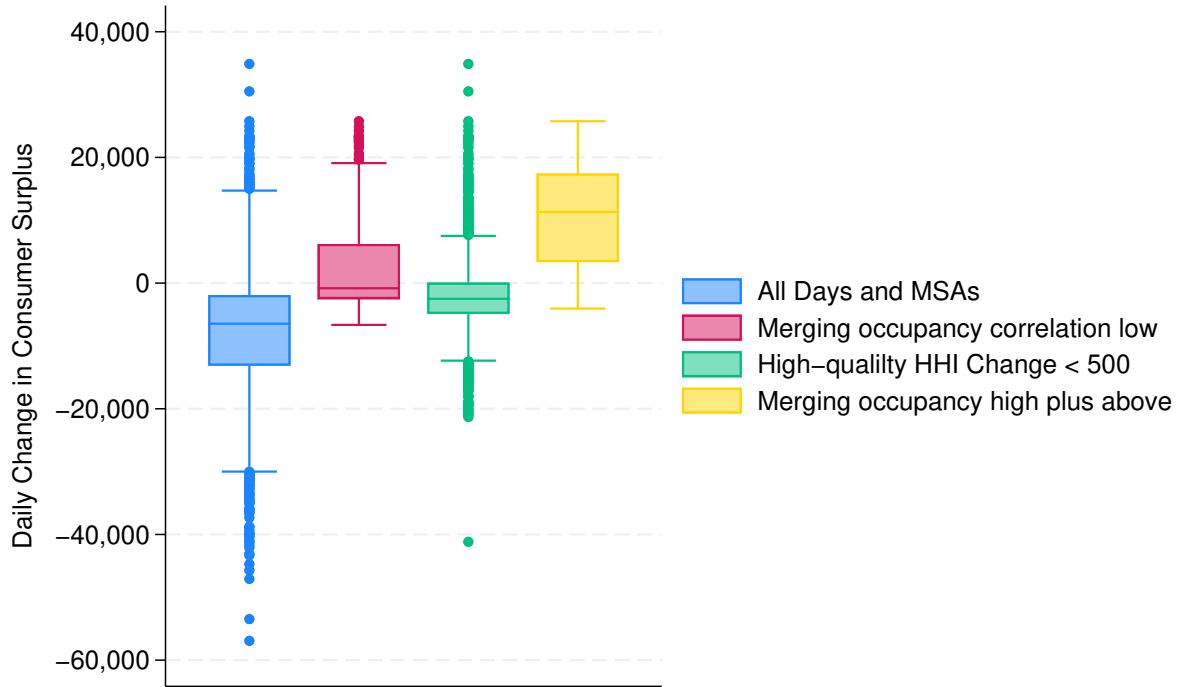 Daily Change in Consumer Surplus
40,000
20,000
0
−20,000
−40,000
−60,000
All Days and MSAs
Merging occupancy correlation low
High−qualilty HHI Change < 500
Merging occupancy high plus above